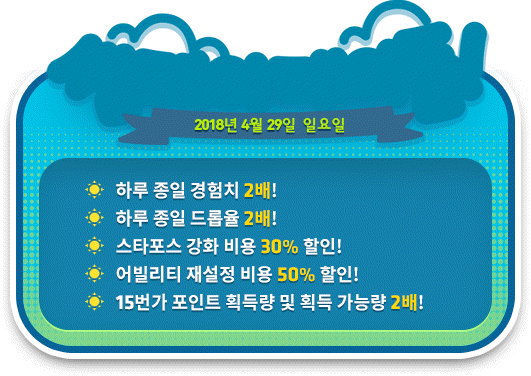 2018년 4월 29일 일요일
하루 종일 경험치 2배!
하루 종일 드롭율 2배!
스타포스 강화 비용 30% 할인!
어빌리티 재설정 비용 50% 할인!
15번가 포인트 획득량 및 획득 가능량 2배!